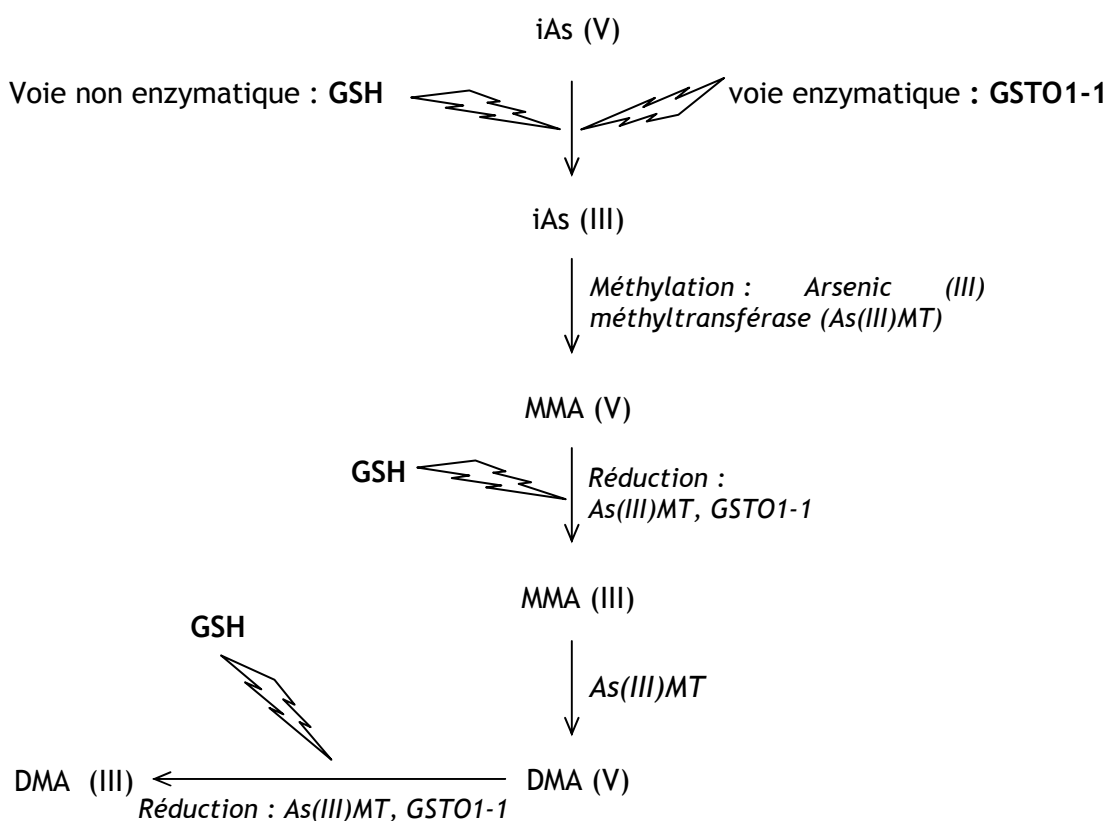 iAs (V)
Voie non enzymatique : GSH
voie enzymatique : GSTO1-1
iAs (III)
Méthylation : Arsenic (III)
méthyltransférase (As(III)MT)
MMA (V)
GSH
Réduction :
As(III)MT, GSTO1-1
MMA (III)
GSH
As(III)MT
DMA (III)
DMA (V)
Réduction : As(III)MT, GSTO1-1